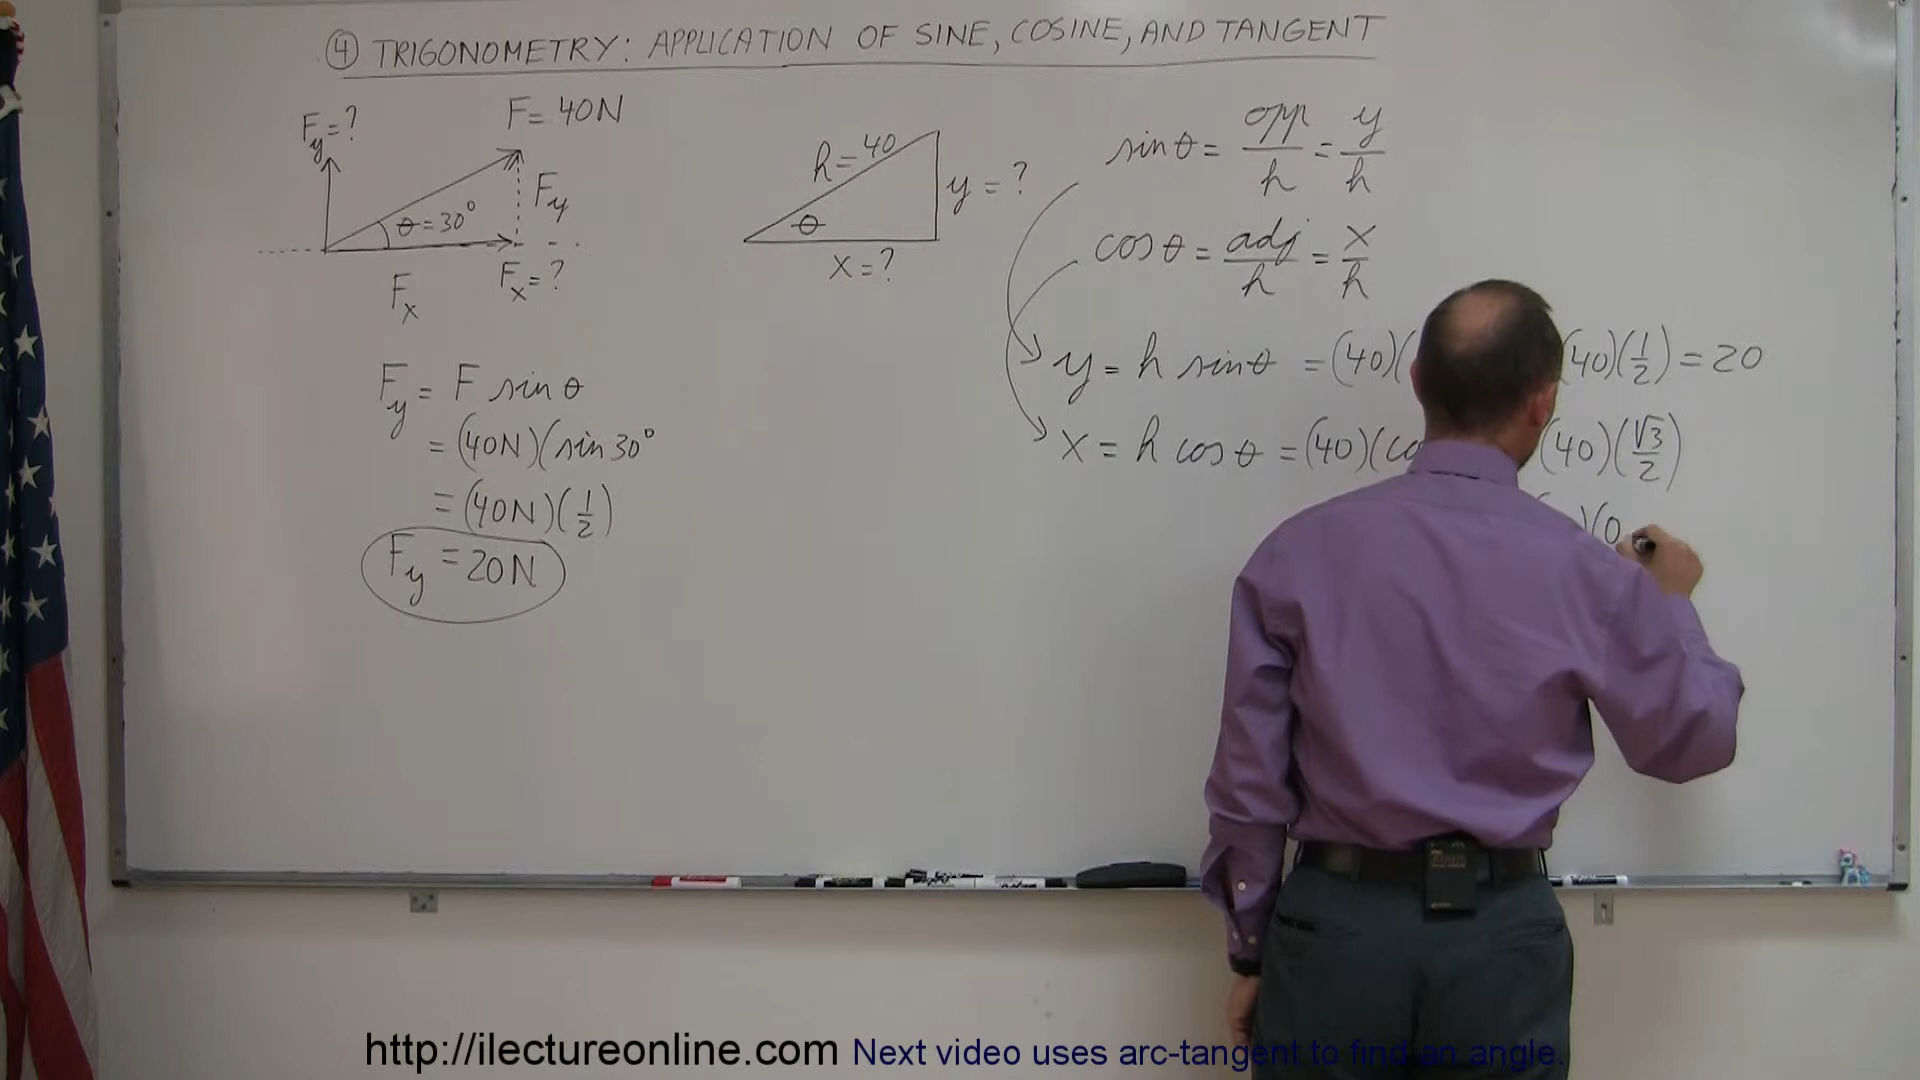 ④ TRIGONOMETRY: APPLICATION OF SINE, COSINE, AND TANGENT
F = 40N
Fy = ?
Fy
θ = 30°
Fx = ?
Fx
h = 40
y = ?
θ
x = ?
sin θ = opp/h = y/h
cos θ = adj/h = x/h
y = h sin θ = (40)( (40)(1/2) = 20
x = h cos θ = (40)(co (40)(√3/2)
)(0.
Fy = F sin θ
= (40N)(sin 30°
= (40N)(1/2)
Fy = 20N
http://ilectureonline.com Next video uses arc-tangent to find an angle.